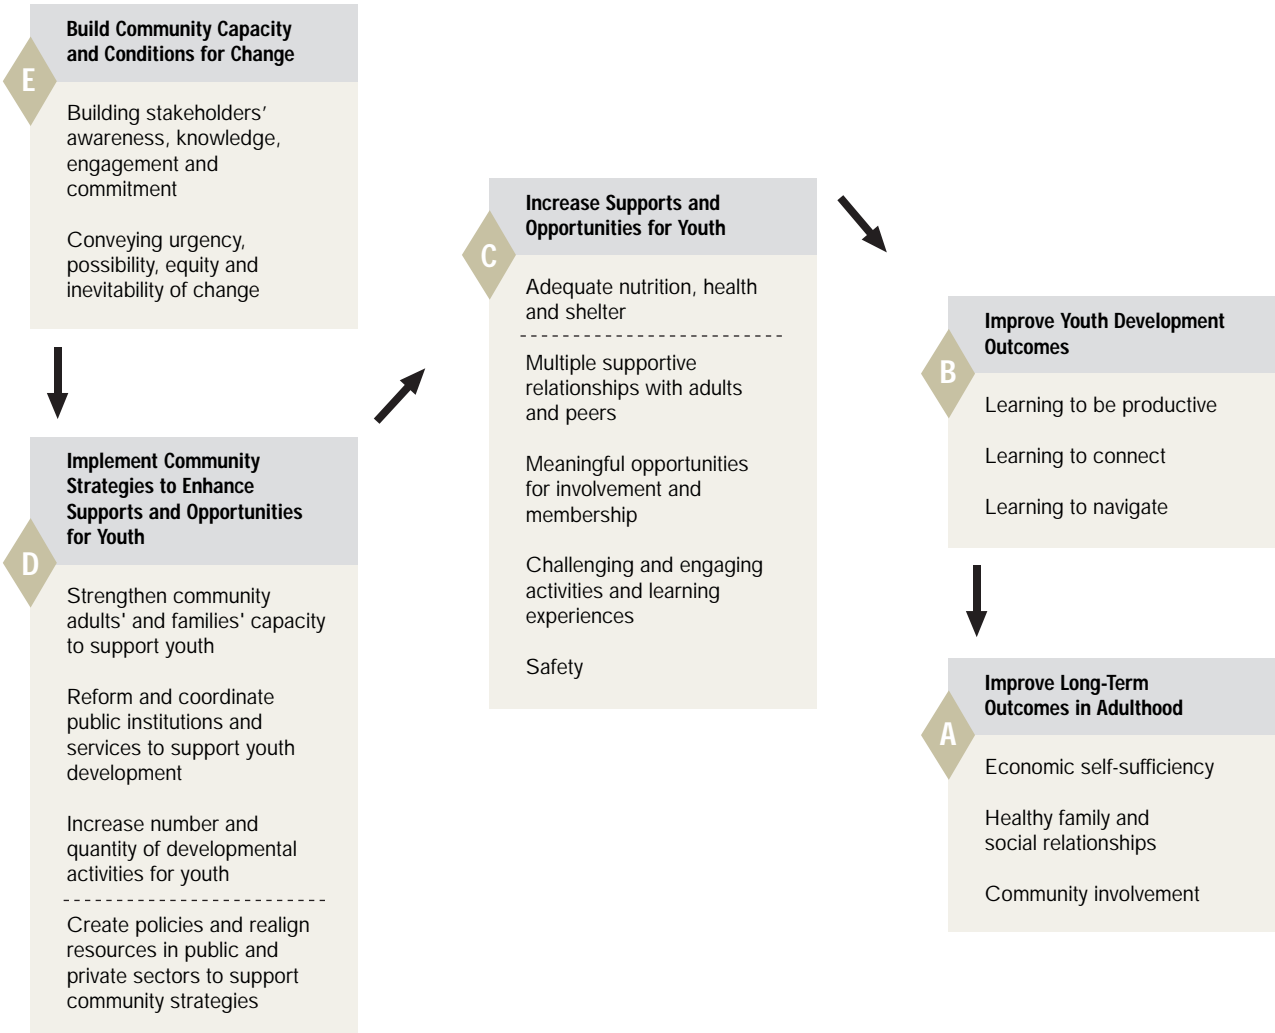 Build Community Capacity
and Conditions for Change
E
Building stakeholders’
awareness, knowledge,
engagement and
commitment
Conveying urgency,
possibility, equity and
inevitability of change
Implement Community
Strategies to Enhance
Supports and Opportunities
for Youth
D
Strengthen community
adults' and families' capacity
to support youth
Reform and coordinate
public institutions and
services to support youth
development
Increase number and
quantity of developmental
activities for youth
Create policies and realign
resources in public and
private sectors to support
community strategies
Increase Supports and
Opportunities for Youth
C
Adequate nutrition, health
and shelter
Multiple supportive
relationships with adults
and peers
Meaningful opportunities
for involvement and
membership
Challenging and engaging
activities and learning
experiences
Safety
Improve Youth Development
Outcomes
B
Learning to be productive
Learning to connect
Learning to navigate
Improve Long-Term
Outcomes in Adulthood
A
Economic self-sufficiency
Healthy family and
social relationships
Community involvement